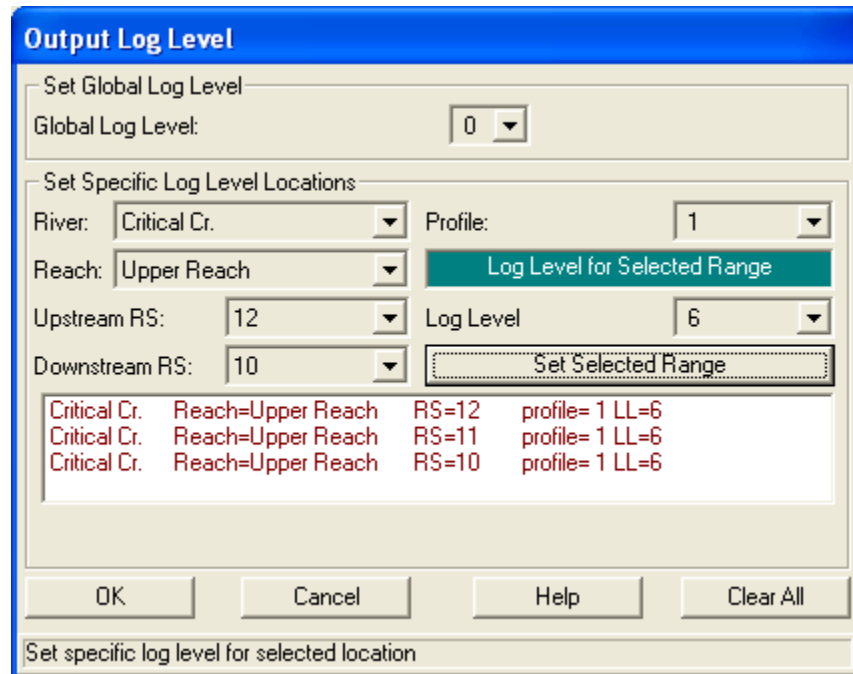 Output Log Level
Set Global Log Level
Global Log Level: 0
Set Specific Log Level Locations
River: Critical Cr. Profile: 1
Reach: Upper Reach Log Level for Selected Range
Upstream RS: 12 Log Level 6
Downstream RS: 10 Set Selected Range
Critical Cr. Reach=Upper Reach RS=12 profile= 1 LL=6
Critical Cr. Reach=Upper Reach RS=11 profile= 1 LL=6
Critical Cr. Reach=Upper Reach RS=10 profile= 1 LL=6
OK Cancel Help Clear All
Set specific log level for selected location